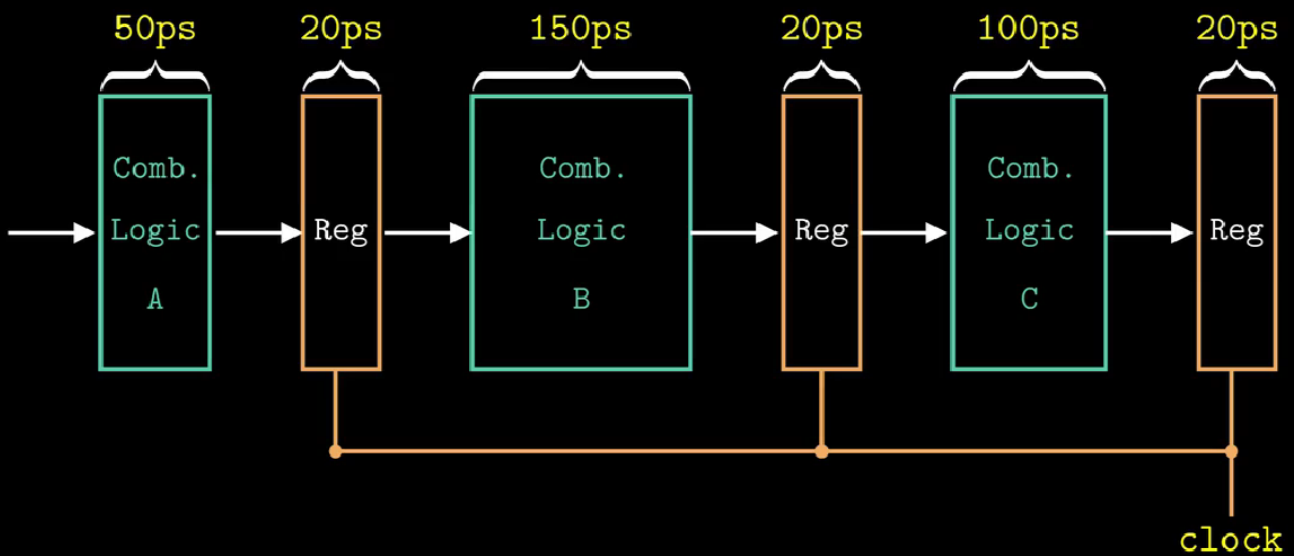 50ps 20ps 150ps 20ps 100ps 20ps
Comb. Comb. Comb.
Logic Reg Logic Reg Logic Reg
A B C
clock